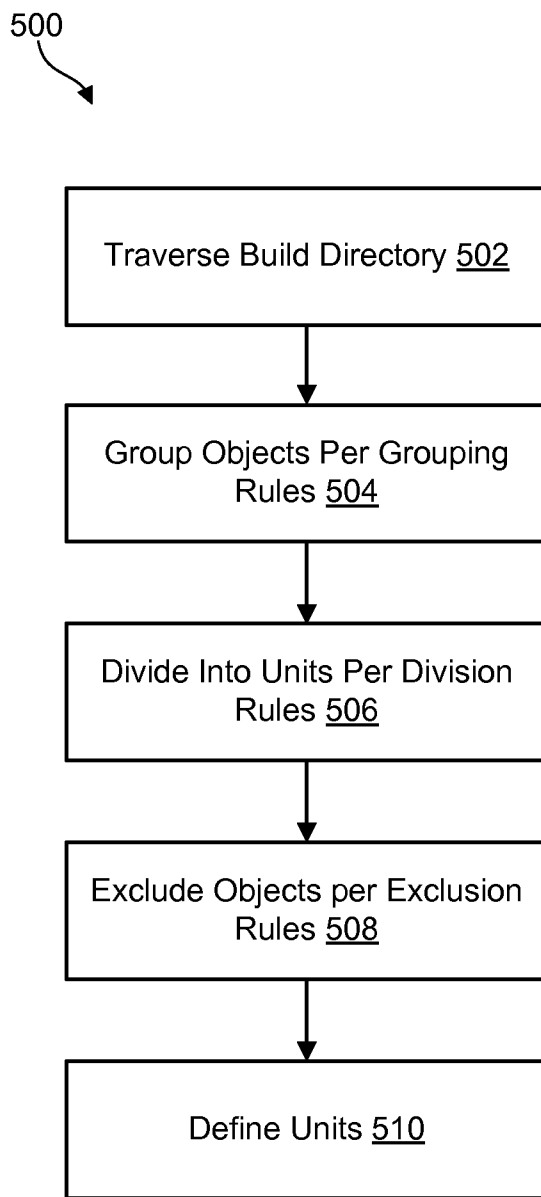 500
Traverse Build Directory 502
Group Objects Per Grouping
Rules 504
Divide Into Units Per Division
Rules 506
Exclude Objects per Exclusion
Rules 508
Define Units 510